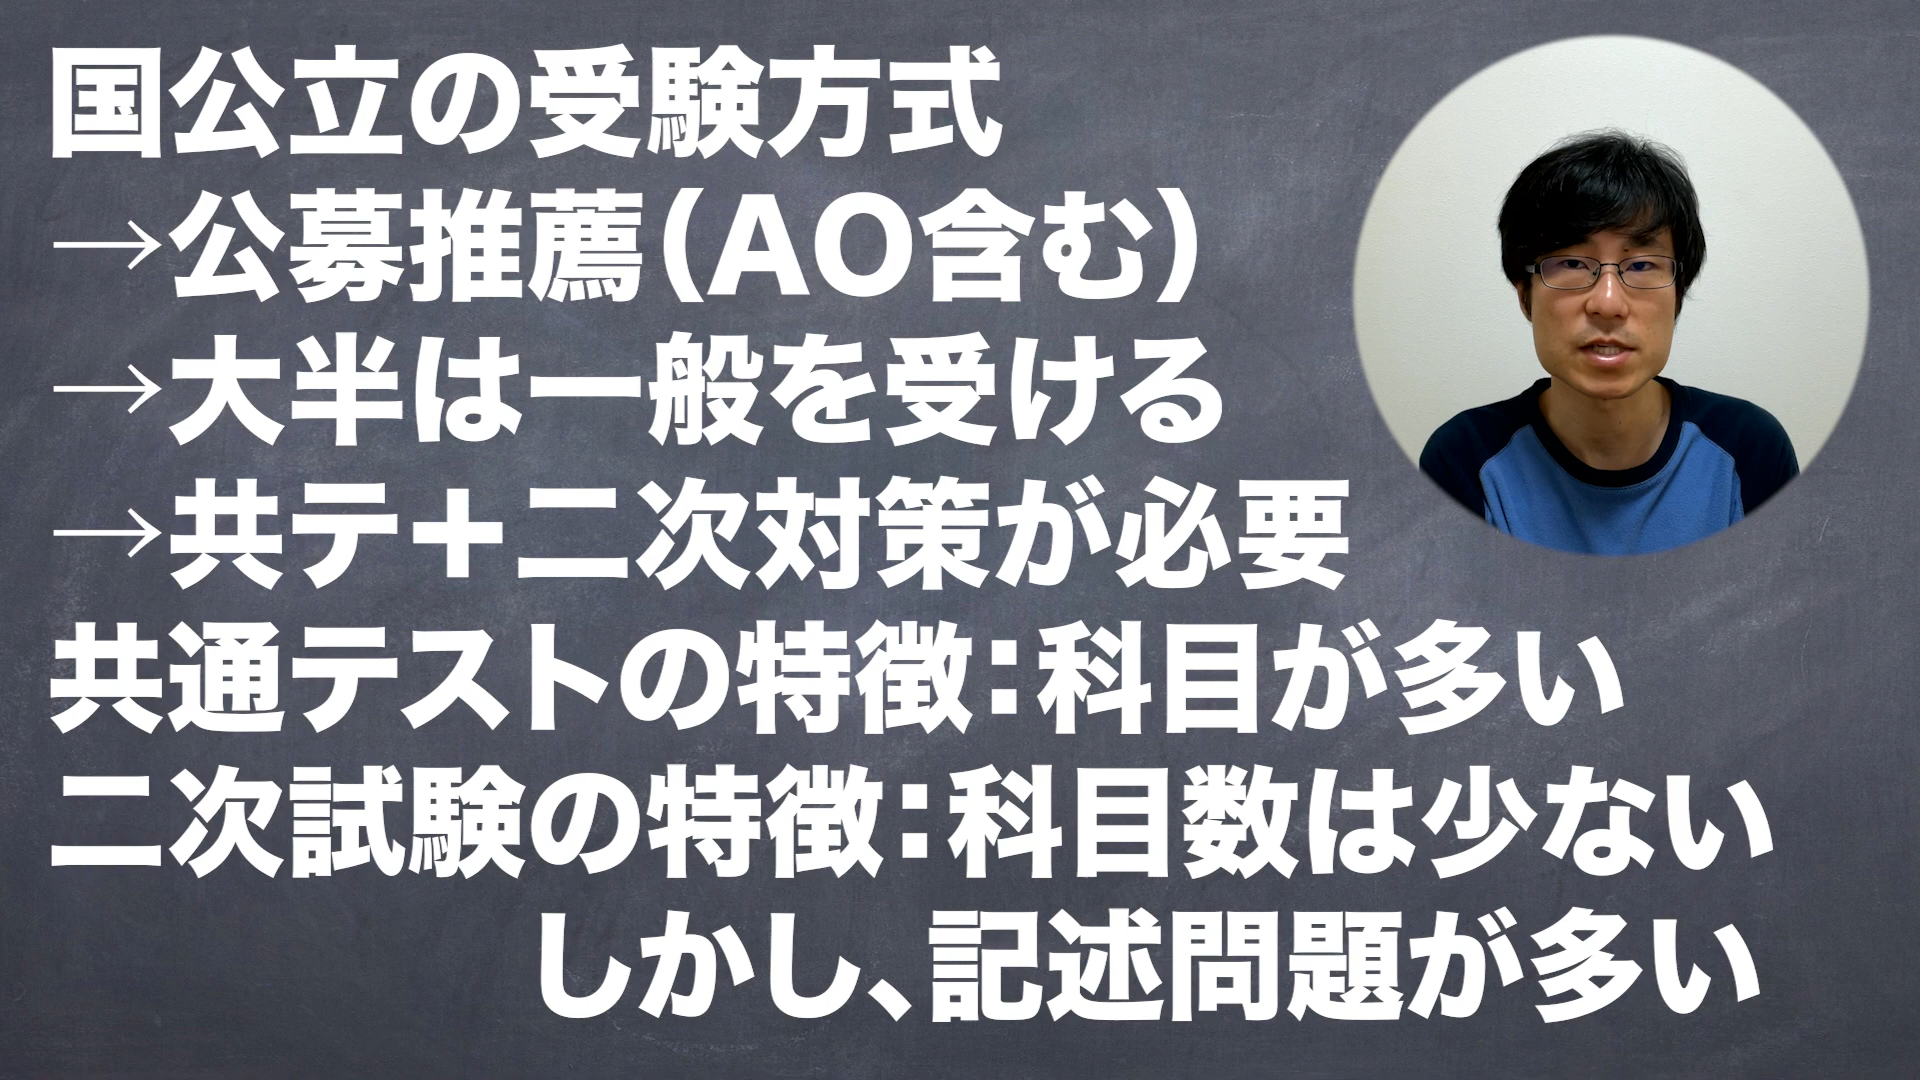 国公立の受験方式
→公募推薦（AO含む）
→大半は一般を受ける
→共テ＋二次対策が必要
共通テストの特徴：科目が多い
二次試験の特徴：科目数は少ない
しかし、記述問題が多い